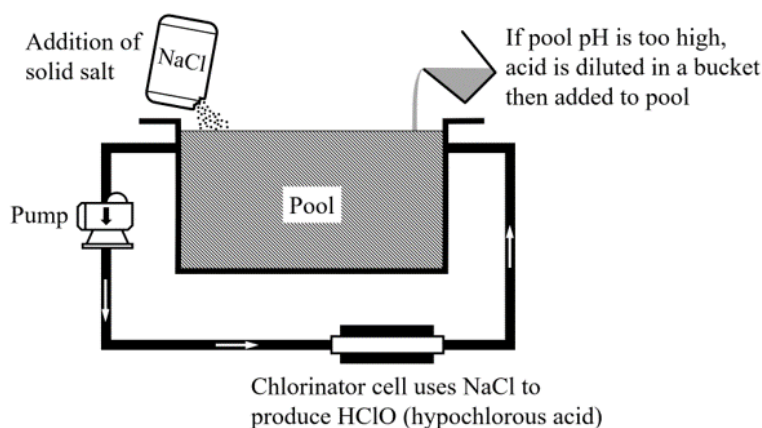 Addition of
solid salt
NaCl
If pool pH is too high,
acid is diluted in a bucket
then added to pool
Pool
Pump
Chlorinator cell uses NaCl to
produce HClO (hypochlorous acid)